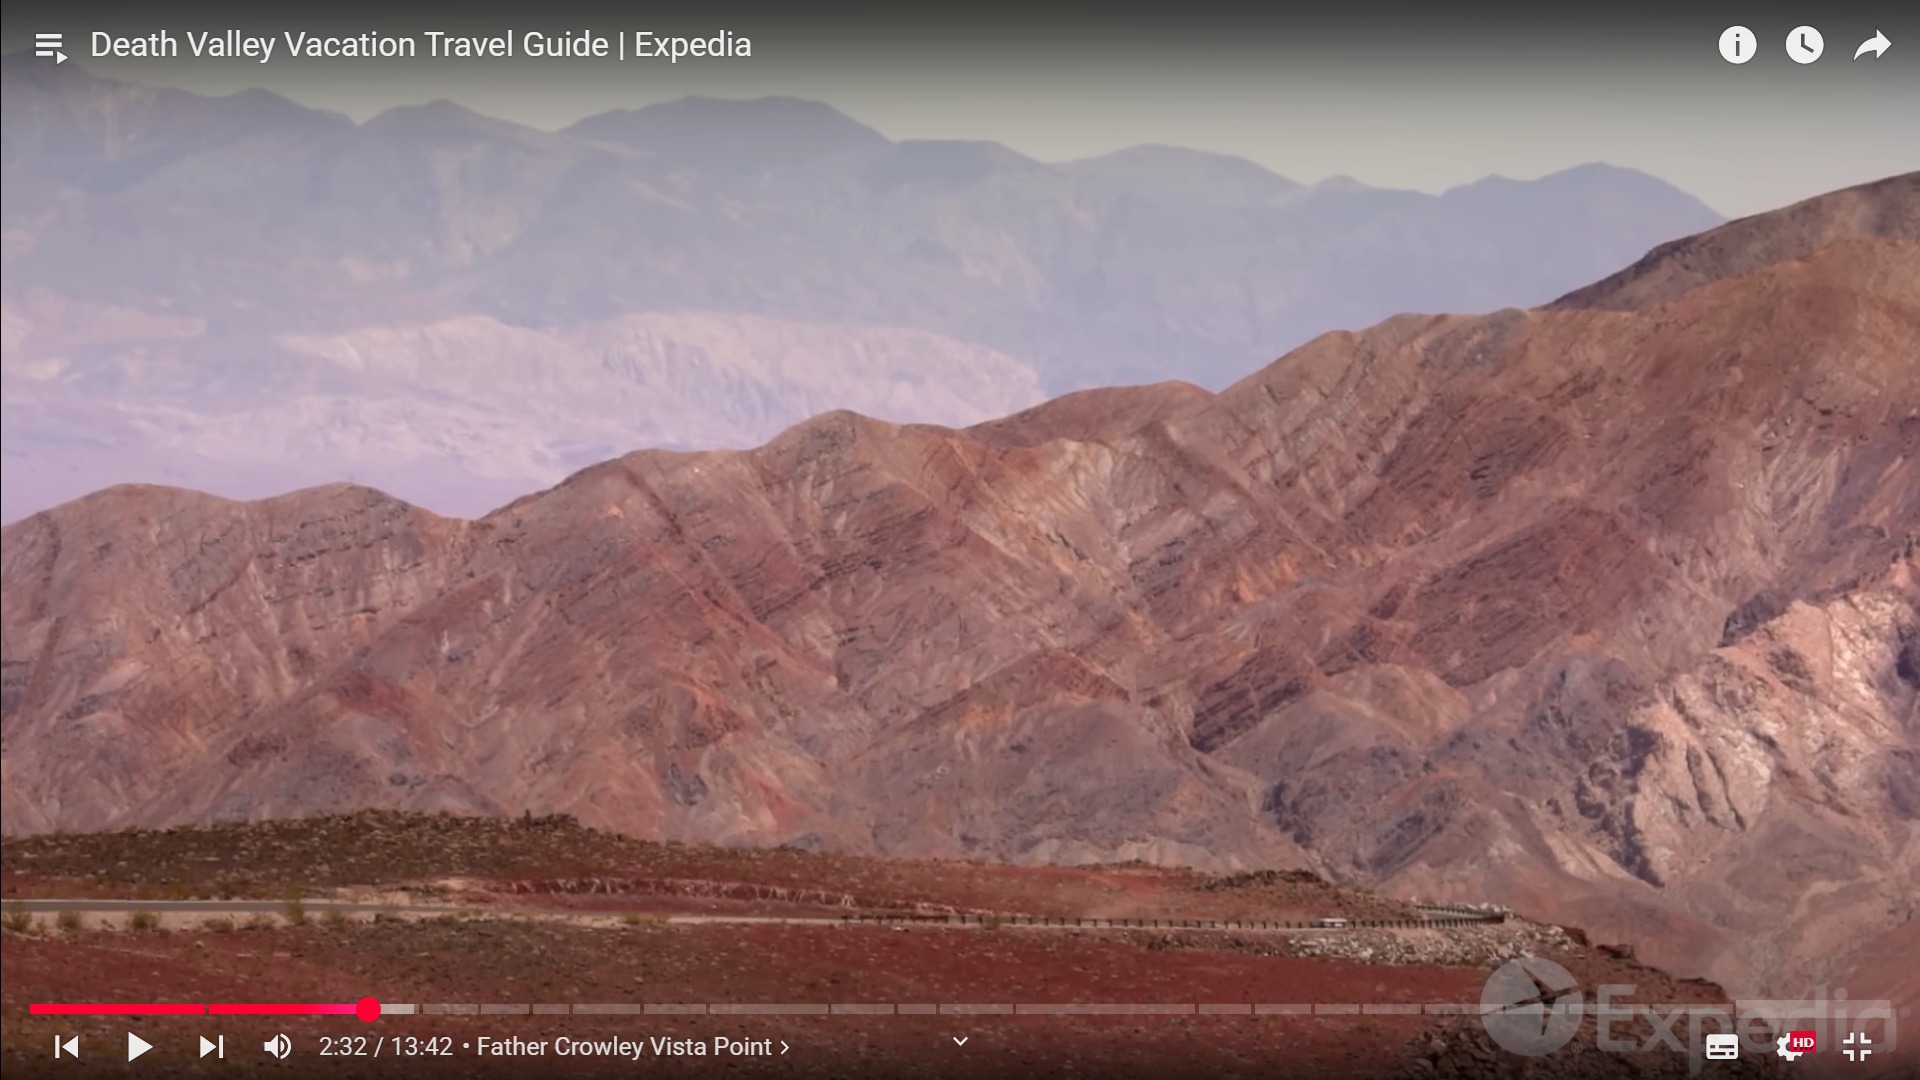 Death Valley Vacation Travel Guide | Expedia
Expedia
2:32 / 13:42 • Father Crowley Vista Point
HD